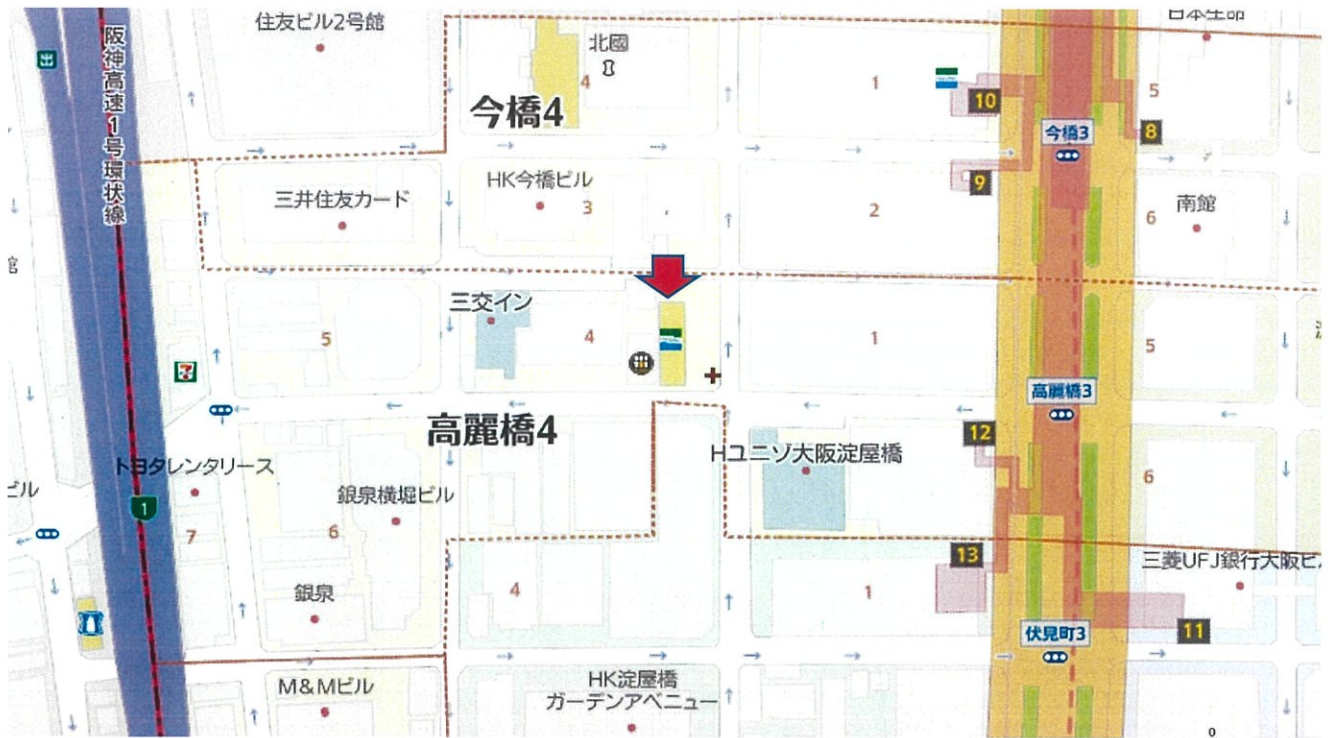 住友ビル2号館
阪神高速1号環状線
北國
4
今橋4
1
10
今橋3
5
8
9
HK今橋ビル
三井住友カード
3
2
6
南館
三交イン
5
4
1
5
7
高麗橋3
高麗橋4
12
Hユニゾ大阪淀屋橋
トヨタレンタリース
1
銀泉横堀ビル
6
7
6
ビル
13
三菱UFJ銀行大阪ビ
4
1
銀泉
11
伏見町3
M&Mビル
HK淀屋橋
ガーデンアベニュー